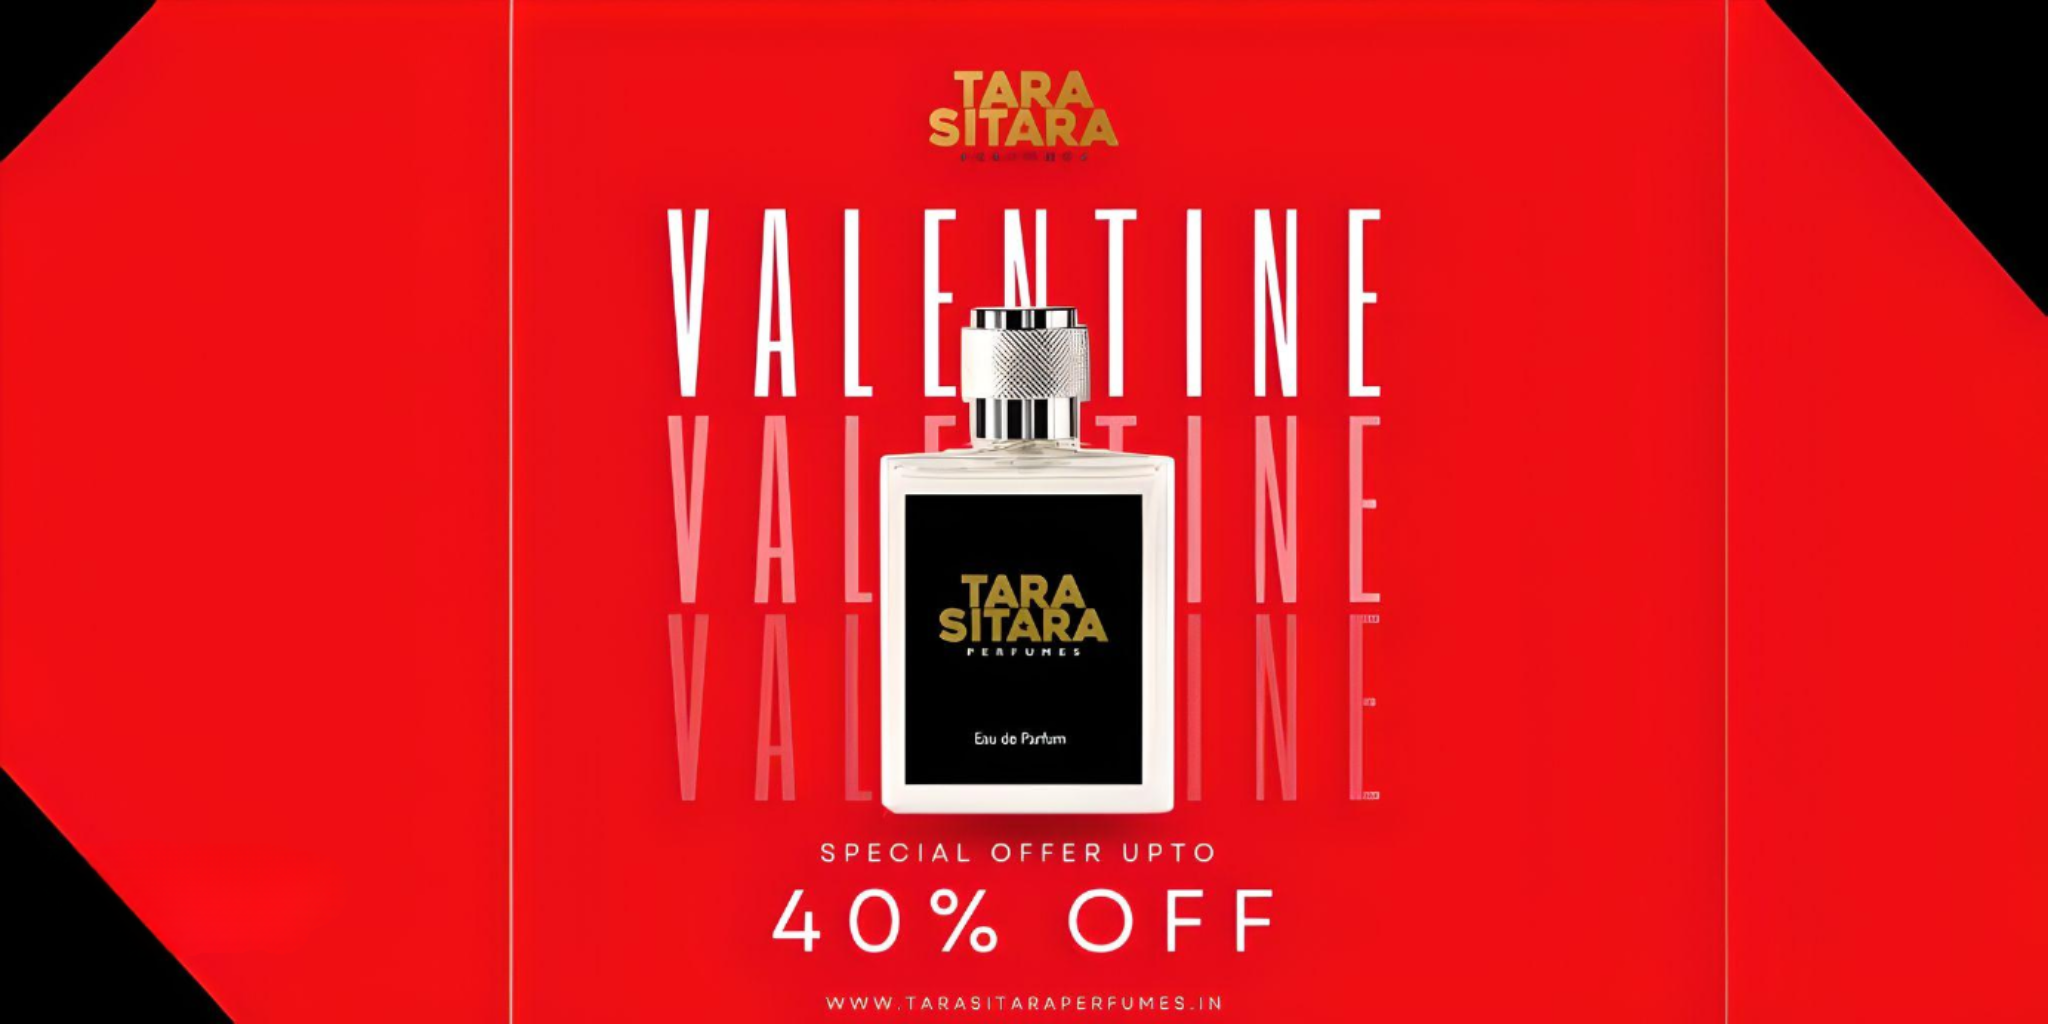 TARA
SITARA
PERFUMES
VALENTINE
VALENTINE
VALENTINE
TARA
SITARA
PERFUMES
Eau de Parfum
SPECIAL OFFER UPTO
40% OFF
WWW.TARASITARAPERFUMES.IN